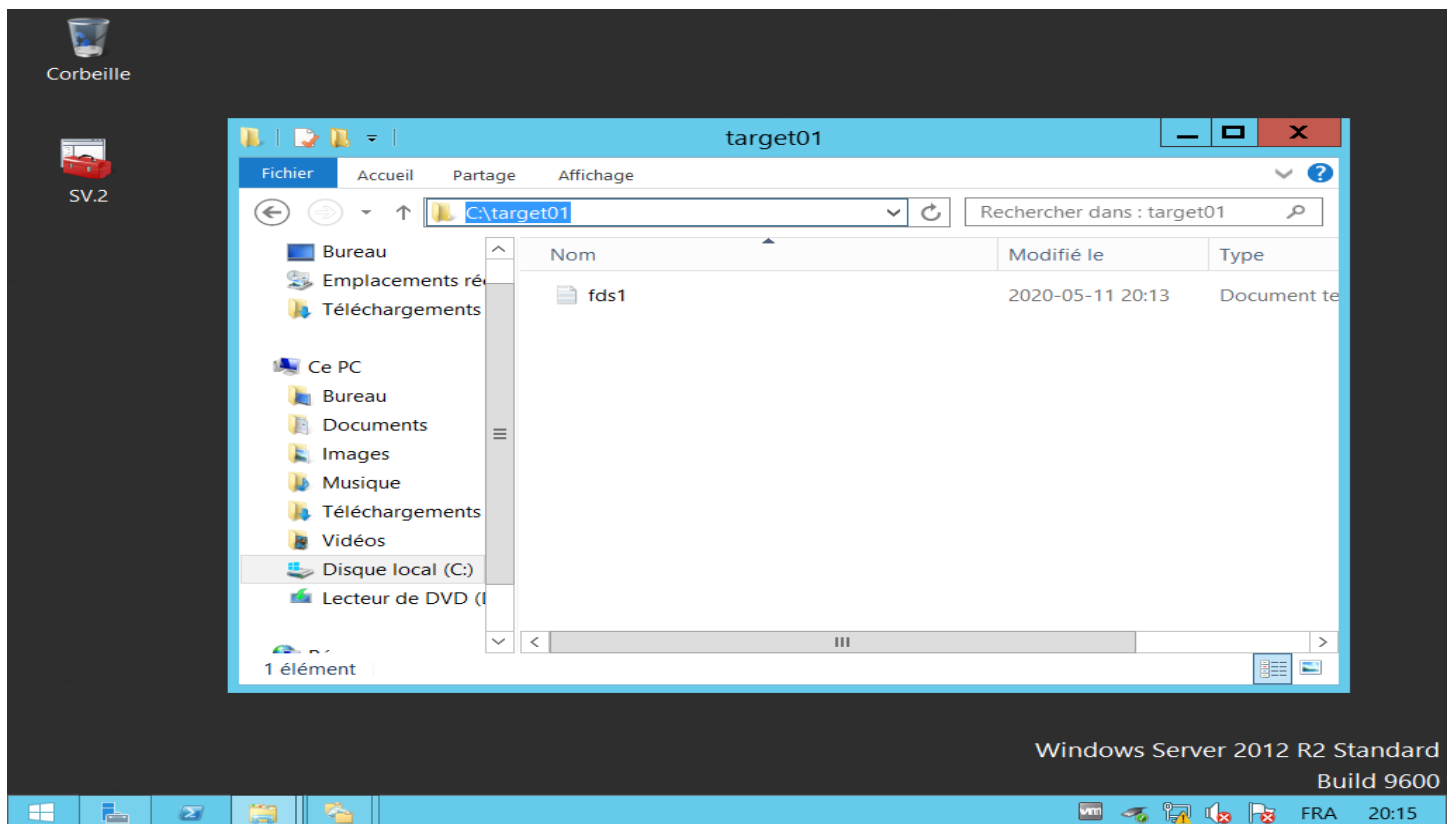 Corbeille
SV.2
target01
Fichier Accueil Partage Affichage
C:\target01
Rechercher dans : target01
Nom Modifié le Type
fds1 2020-05-11 20:13 Document te
Bureau
Emplacements ré
Téléchargements
Ce PC
Bureau
Documents
Images
Musique
Téléchargements
Vidéos
Disque local (C:)
Lecteur de DVD (
1 élément
Windows Server 2012 R2 Standard
Build 9600
vm FRA 20:15